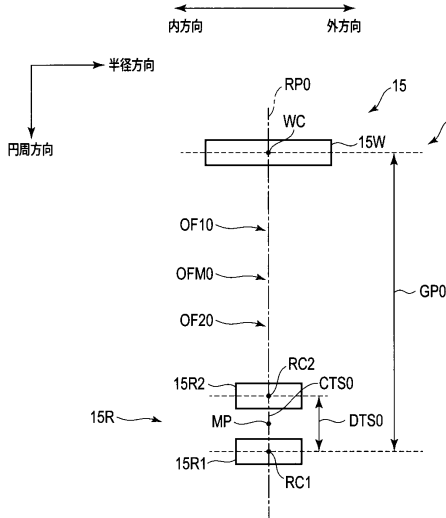 内方向 外方向
半径方向
円周方向
RP0
15
WC
15W
OF10
OFM0
OF20
GP0
RC2
15R2
CTS0
15R
MP
DTS0
15R1
RC1